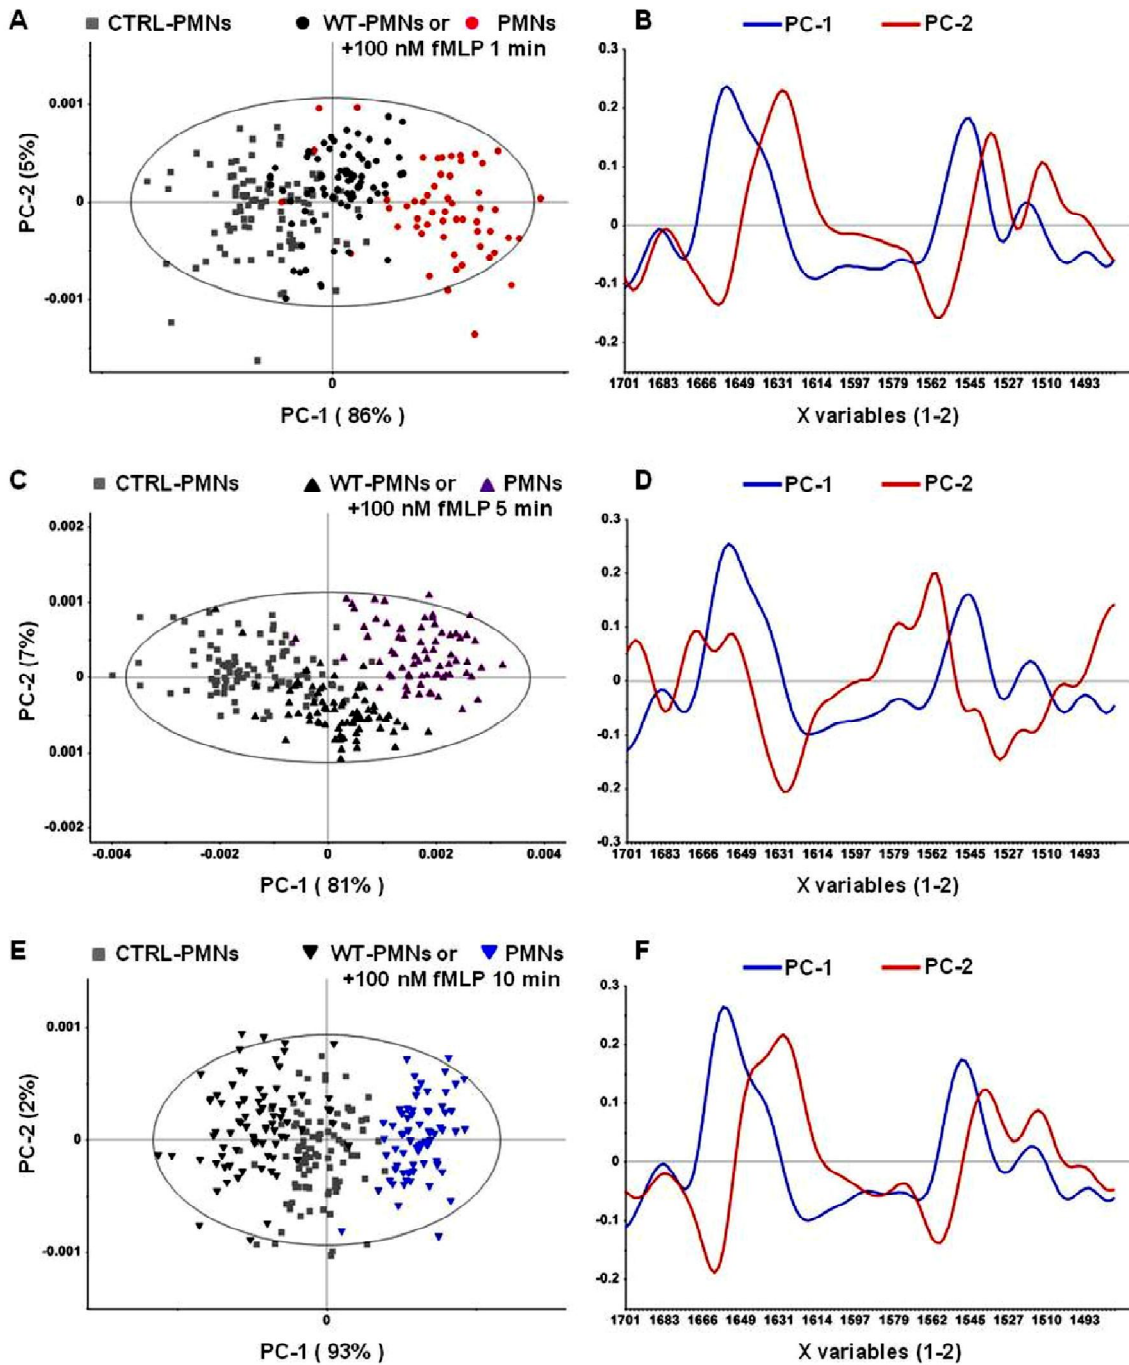 A
CTRL-PMNs WT-PMNs or PMNs
+100 nM fMLP 1 min
PC-2 (5%)
0.001
0
-0.001
0
PC-1 ( 86% )
B
PC-1 PC-2
0.3
0.2
0.1
0
-0.1
-0.2
1701 1683 1666 1649 1631 1614 1597 1579 1562 1545 1527 1510 1493
X variables (1-2)
C
CTRL-PMNs WT-PMNs or PMNs
+100 nM fMLP 5 min
PC-2 (7%)
0.002
0.001
0
0.001
-0.002
-0.004 -0.002 0 0.002 0.004
PC-1 ( 81% )
D
PC-1 PC-2
0.3
0.2
0.1
0
-0.1
-0.2
-0.3
1701 1683 1666 1649 1631 1614 1597 1579 1562 1545 1527 1510 1493
X variables (1-2)
E
CTRL-PMNs WT-PMNs or PMNs
+100 nM fMLP 10 min
PC-2 (2%)
0.001
0
-0.001
0
PC-1 ( 93% )
F
PC-1 PC-2
0.3
0.2
0.1
0
-0.1
-0.2
1701 1683 1666 1649 1631 1614 1597 1579 1562 1545 1527 1510 1493
X variables (1-2)